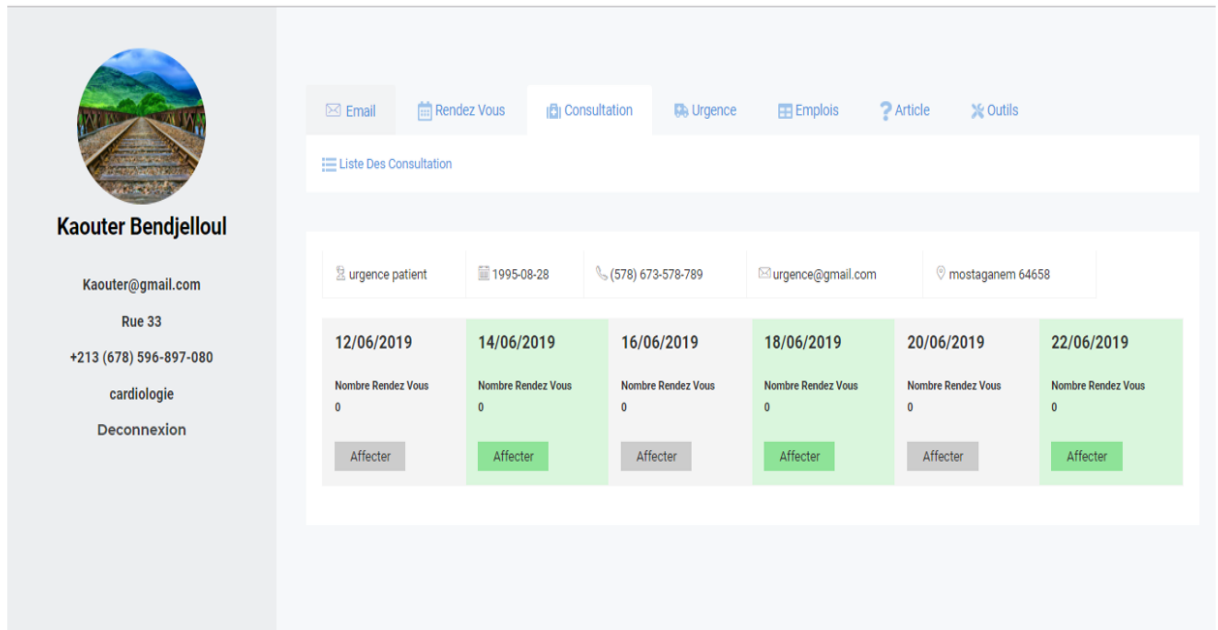 Kaouter Bendjelloul
Kaouter@gmail.com
Rue 33
+213 (678) 596-897-080
cardiologie
Deconnexion
Email Rendez Vous Consultation Urgence Emplois Article Outils
Liste Des Consultation
urgence patient 1995-08-28 (578) 673-578-789 urgence@gmail.com mostaganem 64658
12/06/2019 14/06/2019 16/06/2019 18/06/2019 20/06/2019 22/06/2019
Nombre Rendez Vous Nombre Rendez Vous Nombre Rendez Vous Nombre Rendez Vous Nombre Rendez Vous Nombre Rendez Vous
0 0 0 0 0 0
Affecter Affecter Affecter Affecter Affecter Affecter